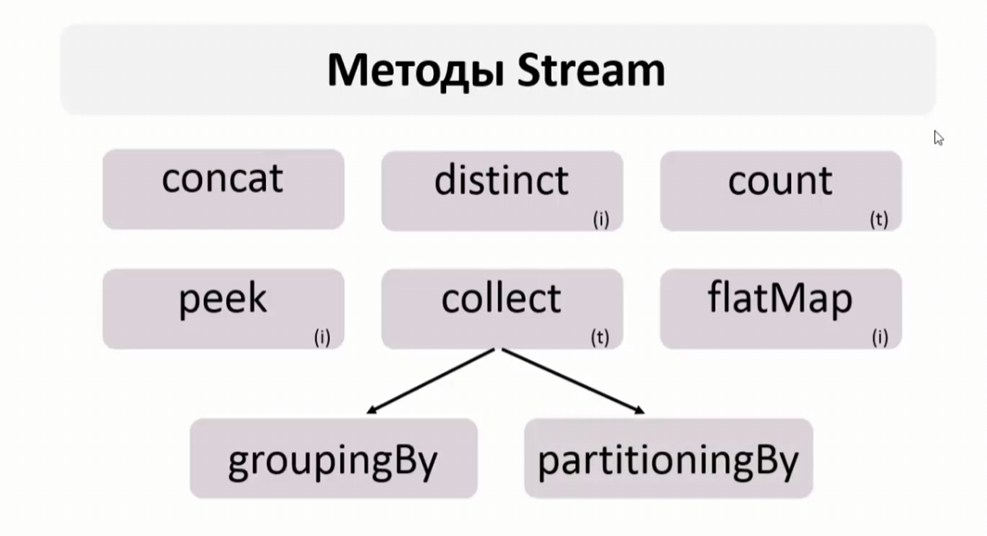 Методы Stream
concat
distinct
(i)
count
(t)
peek
(i)
collect
(t)
flatMap
(i)
groupingBy
partitioningBy